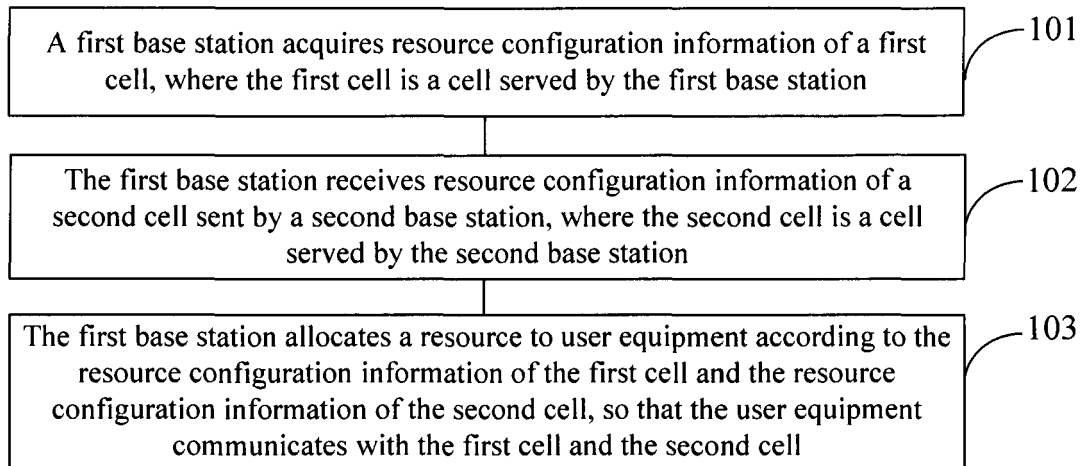 A first base station acquires resource configuration information of a first
cell, where the first cell is a cell served by the first base station
101
The first base station receives resource configuration information of a
second cell sent by a second base station, where the second cell is a cell
served by the second base station
102
The first base station allocates a resource to user equipment according to the
resource configuration information of the first cell and the resource
configuration information of the second cell, so that the user equipment
communicates with the first cell and the second cell
103